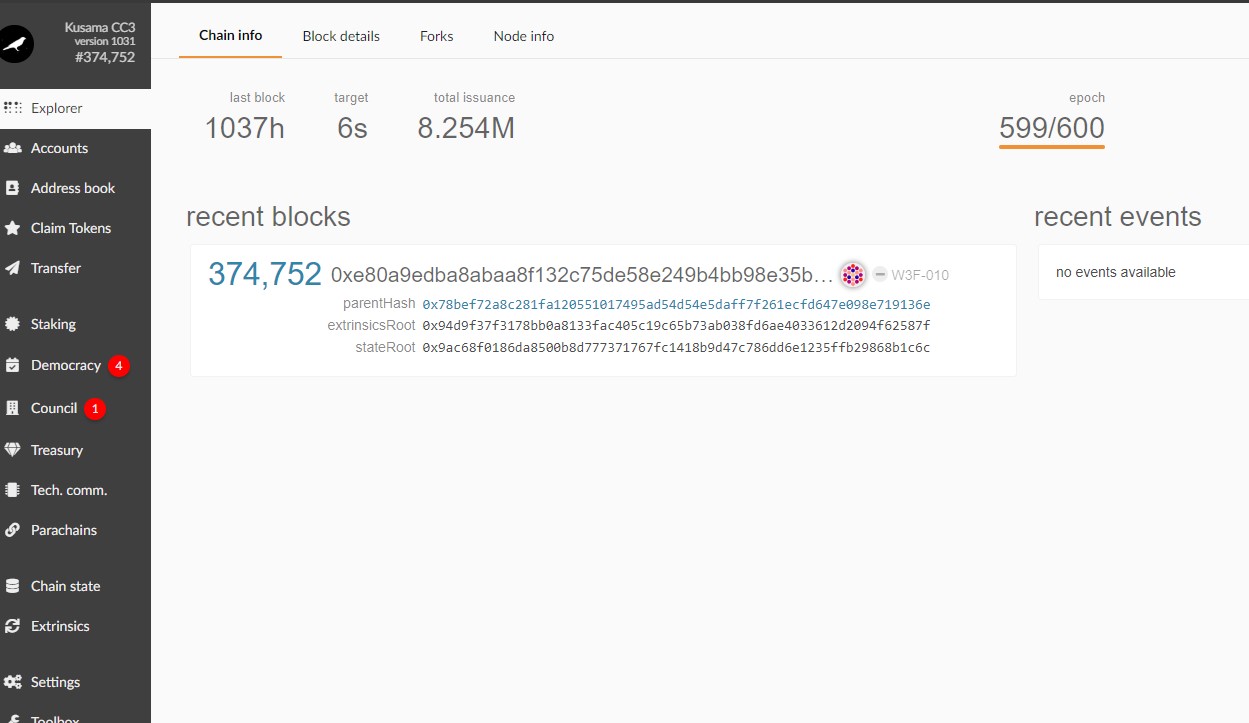 Kusama CC3
version 1031
#374,752
Explorer
Accounts
Address book
Claim Tokens
Transfer
Staking
Democracy 4
Council 1
Treasury
Tech. comm.
Parachains
Chain state
Extrinsics
Settings
Toolbox
Chain info Block details Forks Node info
last block target total issuance epoch
1037h 6s 8.254M 599/600
recent blocks
374,752 0xe80a9edba8abaa8f132c75de58e249b4bb98e35b... W3F-010
parentHash 0x78bef72a8c281fa120551017495ad54d54e5daff7f261ecfd647e098e719136e
extrinsicsRoot 0x94d9f37f3178bb0a8133fac405c19c65b73ab038fd6ae4033612d2094f62587f
stateRoot 0x9ac68f0186da8500b8d777371767fc1418b9d47c786dd6e1235ffb29868b1c6c
recent events
no events available